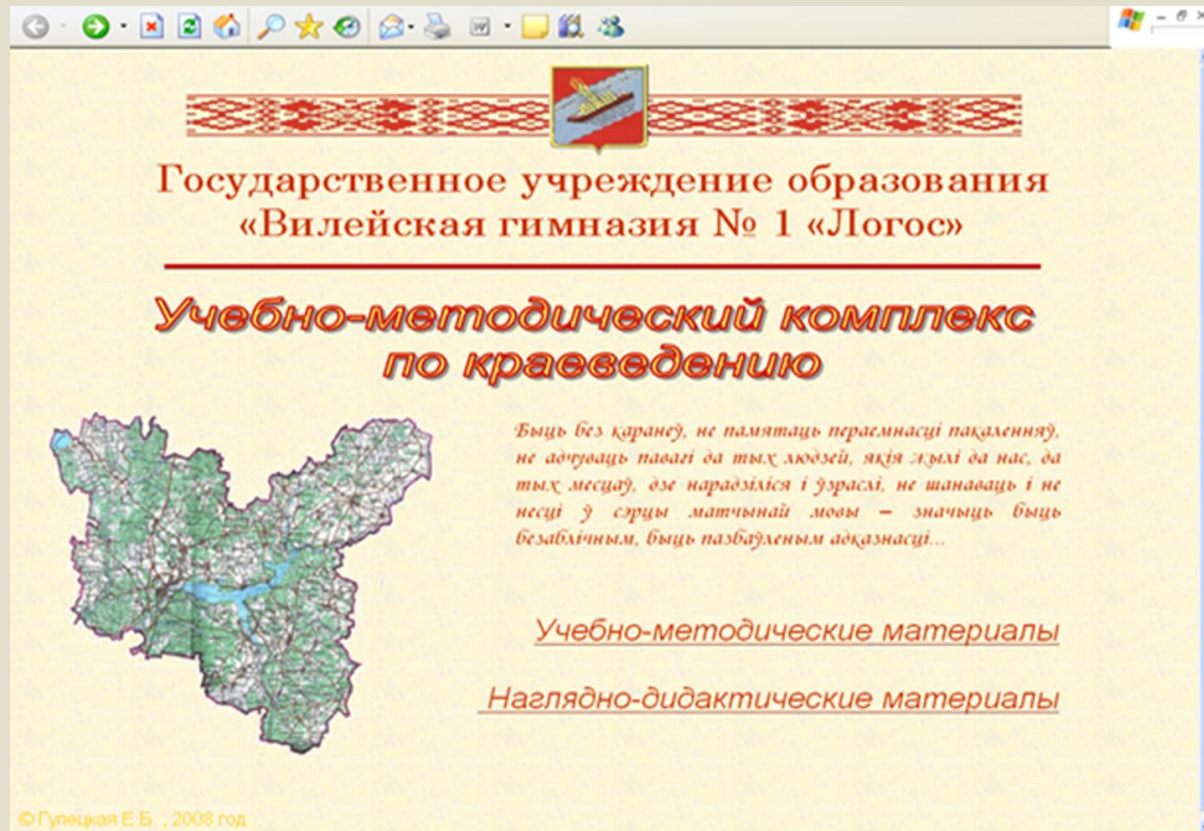 Государственное учреждение образования
«Вилейская гимназия № 1 «Логос»
Учебно-методический комплекс
по краеведению
Быць без каранеў, не памятаць пераемнасці пакаленняў,
не адчуваць павагі да тых людзей, якія жылі да нас, да
тых месцаў, дзе нарадзіліся і ўзраслі, не шанаваць і не
несці ў сэрцы матчынай мовы – значыць быць
безаблічным, быць пазбаўленым адказнасці...
Учебно-методические материалы
Наглядно-дидактические материалы
© Гупецкая Е.Б. , 2008 год